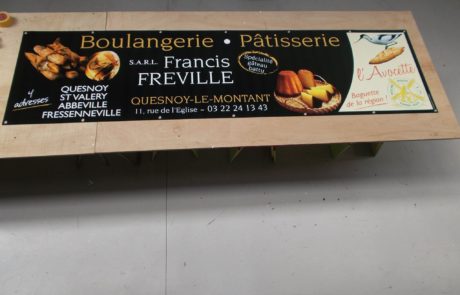 Boulangerie • Pâtisserie
4 adresses
QUESNOY
ST VALERY
ABBEVILLE
FRESSENNEVILLE
S.A.R.L. Francis
FREVILLE
QUESNOY-LE-MONTANT
11, rue de l'Eglise - 03 22 24 13 43
Spécialité
gâteau
battu
l'Avocette
Baguette
de la région !